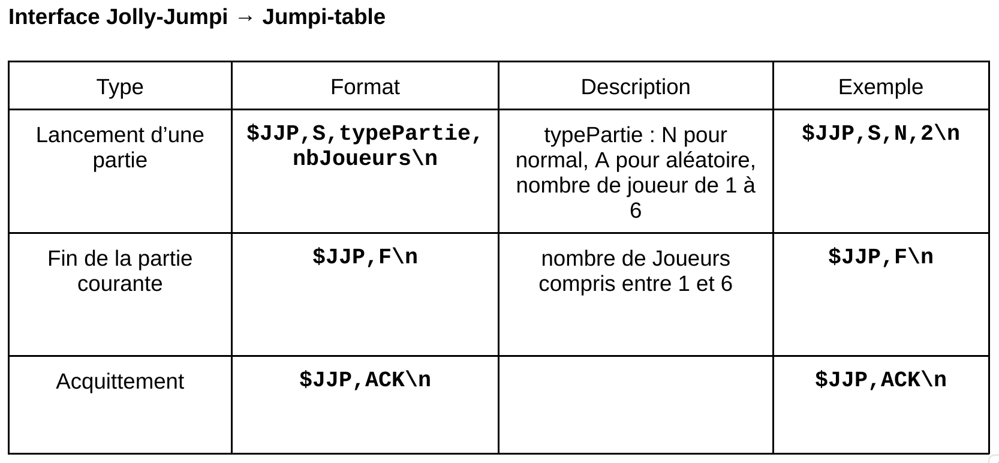 Interface Jolly-Jumpi → Jumpi-table
Type
Format
Description
Exemple
Lancement d’une
partie
$JJP,S,typePartie,
nbJoueurs\n
typePartie : N pour
normal, A pour aléatoire,
nombre de joueur de 1 à
6
$JJP,S,N,2\n
Fin de la partie
courante
$JJP,F\n
nombre de Joueurs
compris entre 1 et 6
$JJP,F\n
Acquittement
$JJP,ACK\n
$JJP,ACK\n